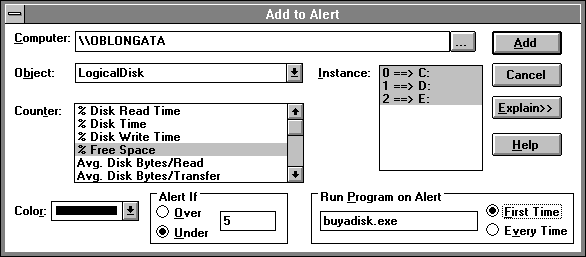 Add to Alert
Computer: \\OBLONGATA ... Add
Object: LogicalDisk Instance: 0 ==> C:
1 ==> D:
2 ==> E:
Cancel
Counter: % Disk Read Time
% Disk Time
% Disk Write Time
% Free Space
Avg. Disk Bytes/Read
Avg. Disk Bytes/Transfer
Explain>>
Help
Color:
Alert If
Over
Under
5
Run Program on Alert
buyadisk.exe
First Time
Every Time